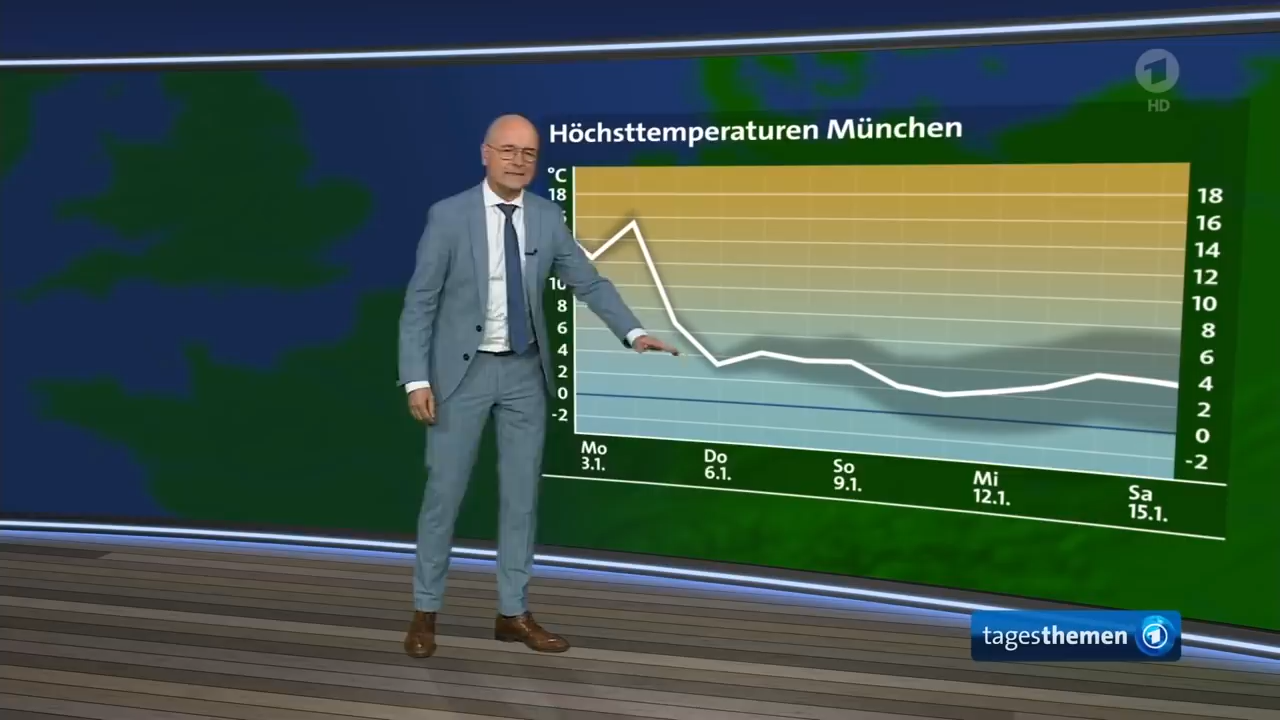 1
HD
Höchsttemperaturen München
°C
18
10
8
6
4
2
0
-2
18
16
14
12
10
8
6
4
2
0
-2
Mo
3.1.
Do
6.1.
So
9.1.
Mi
12.1.
Sa
15.1.
tagesthemen 1